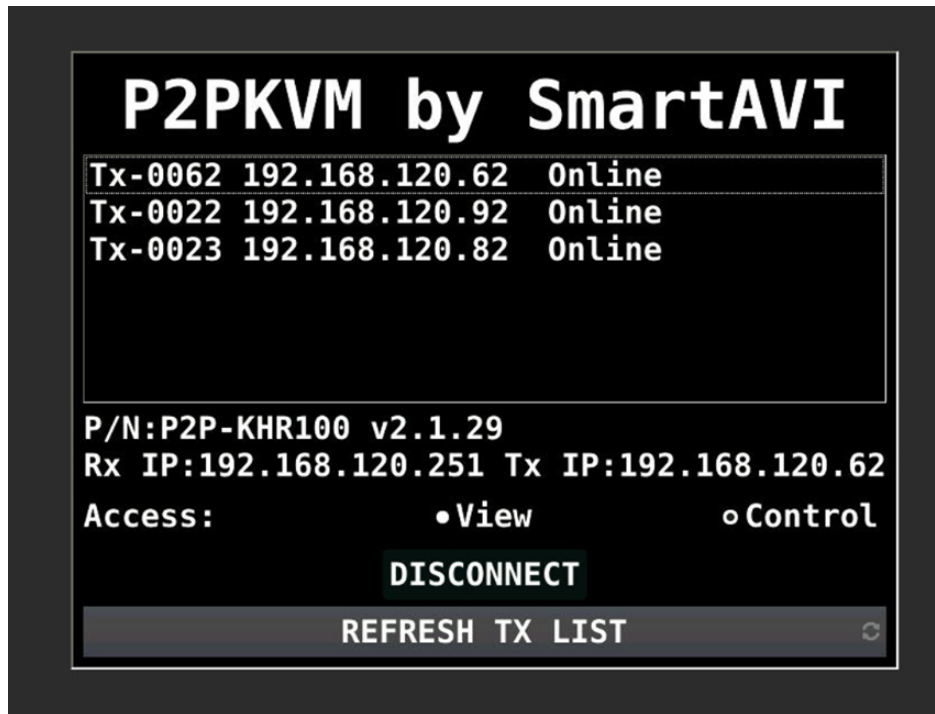 P2PKVM by SmartAVI
Tx-0062 192.168.120.62 Online
Tx-0022 192.168.120.92 Online
Tx-0023 192.168.120.82 Online
P/N:P2P-KHR100 v2.1.29
Rx IP:192.168.120.251 Tx IP:192.168.120.62
Access: View Control
DISCONNECT
REFRESH TX LIST